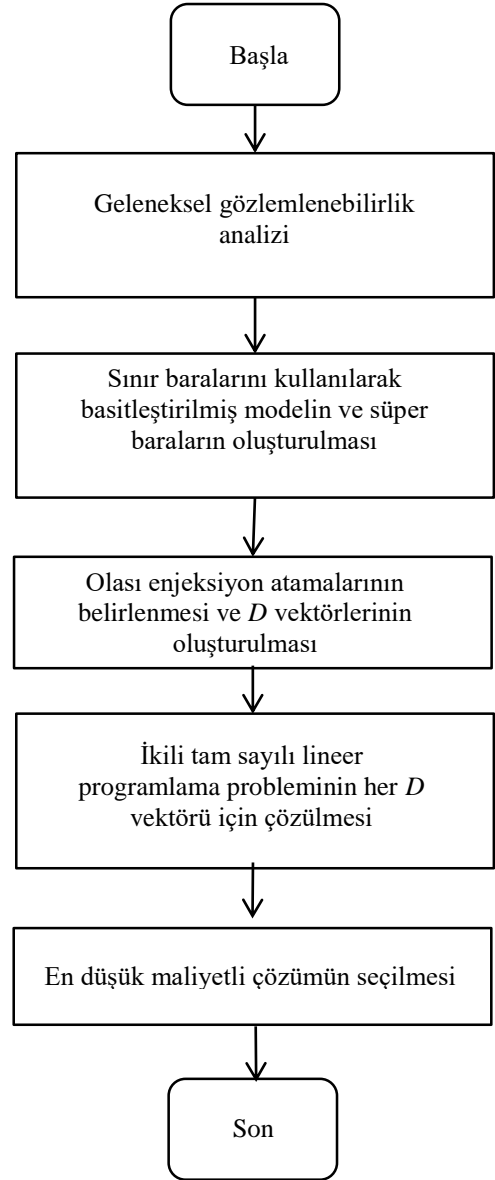 Başla
Geleneksel gözlemlenebilirlik
analizi
Sınır baralarını kullanılarak
basitleştirilmiş modelin ve süper
baraların oluşturulması
Olası enjeksiyon atamalarının
belirlenmesi ve D vektörlerinin
oluşturulması
İkili tam sayılı lineer
programlama probleminin her D
vektörü için çözülmesi
En düşük maliyetli çözümün seçilmesi
Son